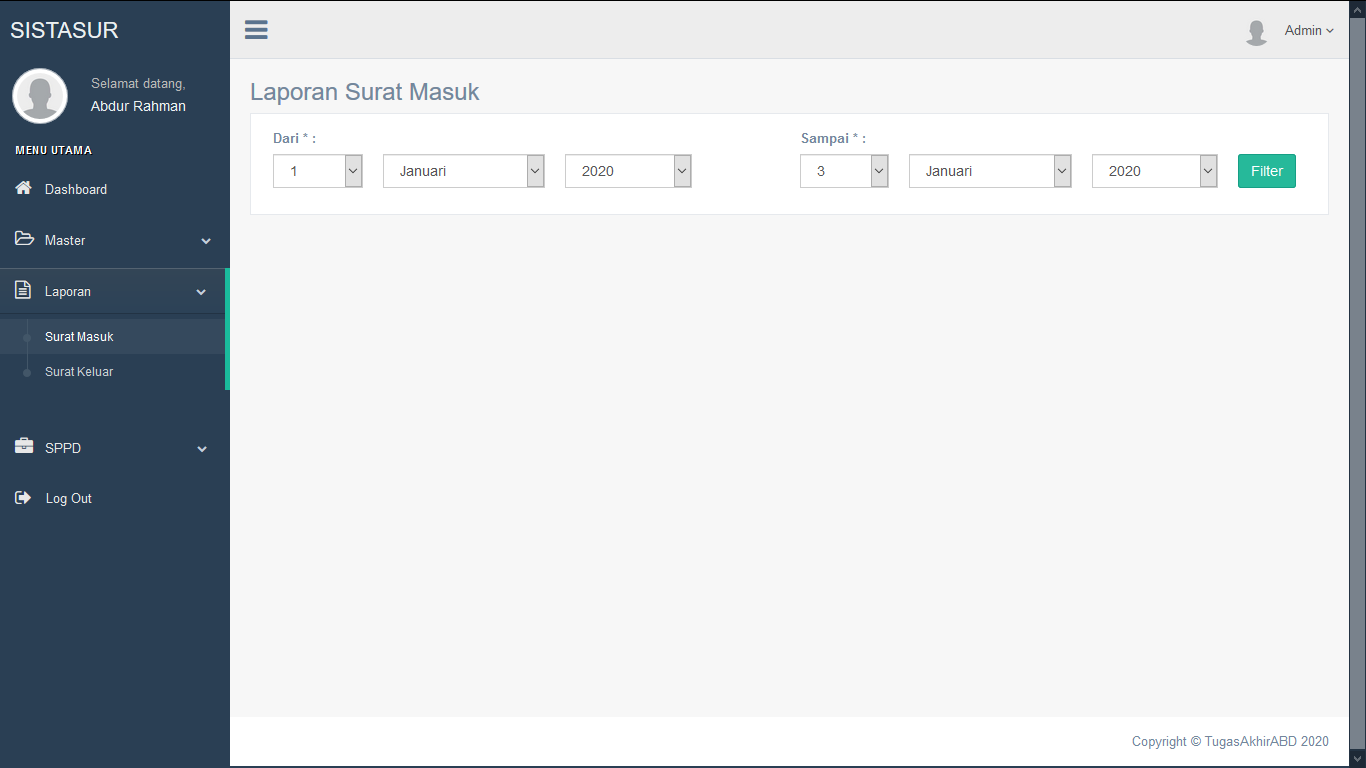 SISTASUR
Admin
Selamat datang,
Abdur Rahman
MENU UTAMA
Dashboard
Master
Laporan
Surat Masuk
Surat Keluar
SPPD
Log Out
Laporan Surat Masuk
Dari * :
Sampai * :
1 Januari 2020 3 Januari 2020 Filter
Copyright © TugasAkhirABD 2020